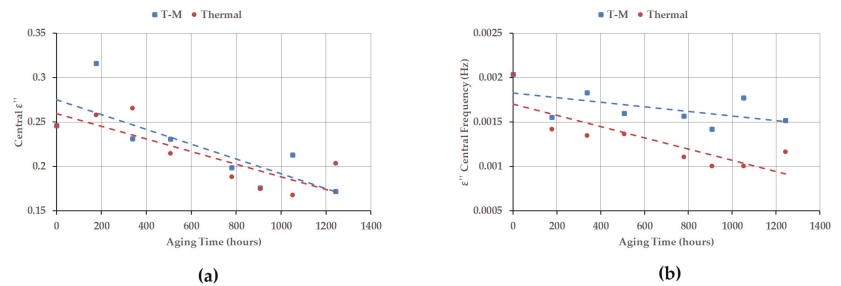 T-M Thermal
0.35
0.3
0.25
0.2
0.15
Central ε''
0 200 400 600 800 1000 1200 1400
Aging Time (hours)
(a)
T-M Thermal
0.0025
0.002
0.0015
0.001
0.0005
ε'' Central Frequency (Hz)
0 200 400 600 800 1000 1200 1400
Aging Time (hours)
(b)